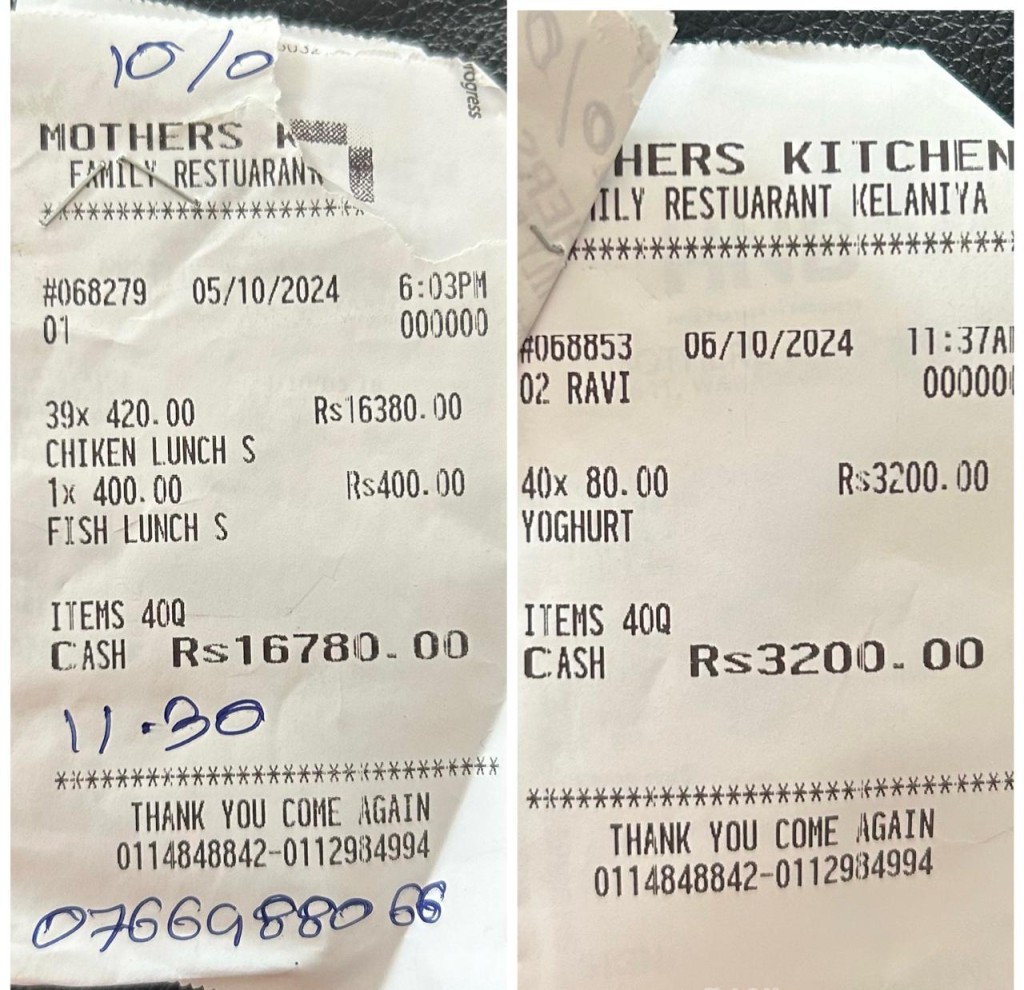 10%
MOTHERS K
FAMILY RESTUARANT
*********************
#068279 05/10/2024 6:03PM
01 000000
39x 420.00 Rs16380.00
CHIKEN LUNCH S
1x 400.00 Rs400.00
FISH LUNCH S
ITEMS 40Q
CASH Rs16780.00
11.30
******************************
THANK YOU COME AGAIN
0114848842-0112984994
rogress
HERS KITCHEN
ILY RESTUARANT KELANIYA
******************************
#068853 06/10/2024 11:37A
02 RAVI 00000
40x 80.00 Rs3200.00
YOGHURT
ITEMS 40Q
CASH Rs3200.00
********************************
THANK YOU COME AGAIN
0114848842-0112984994